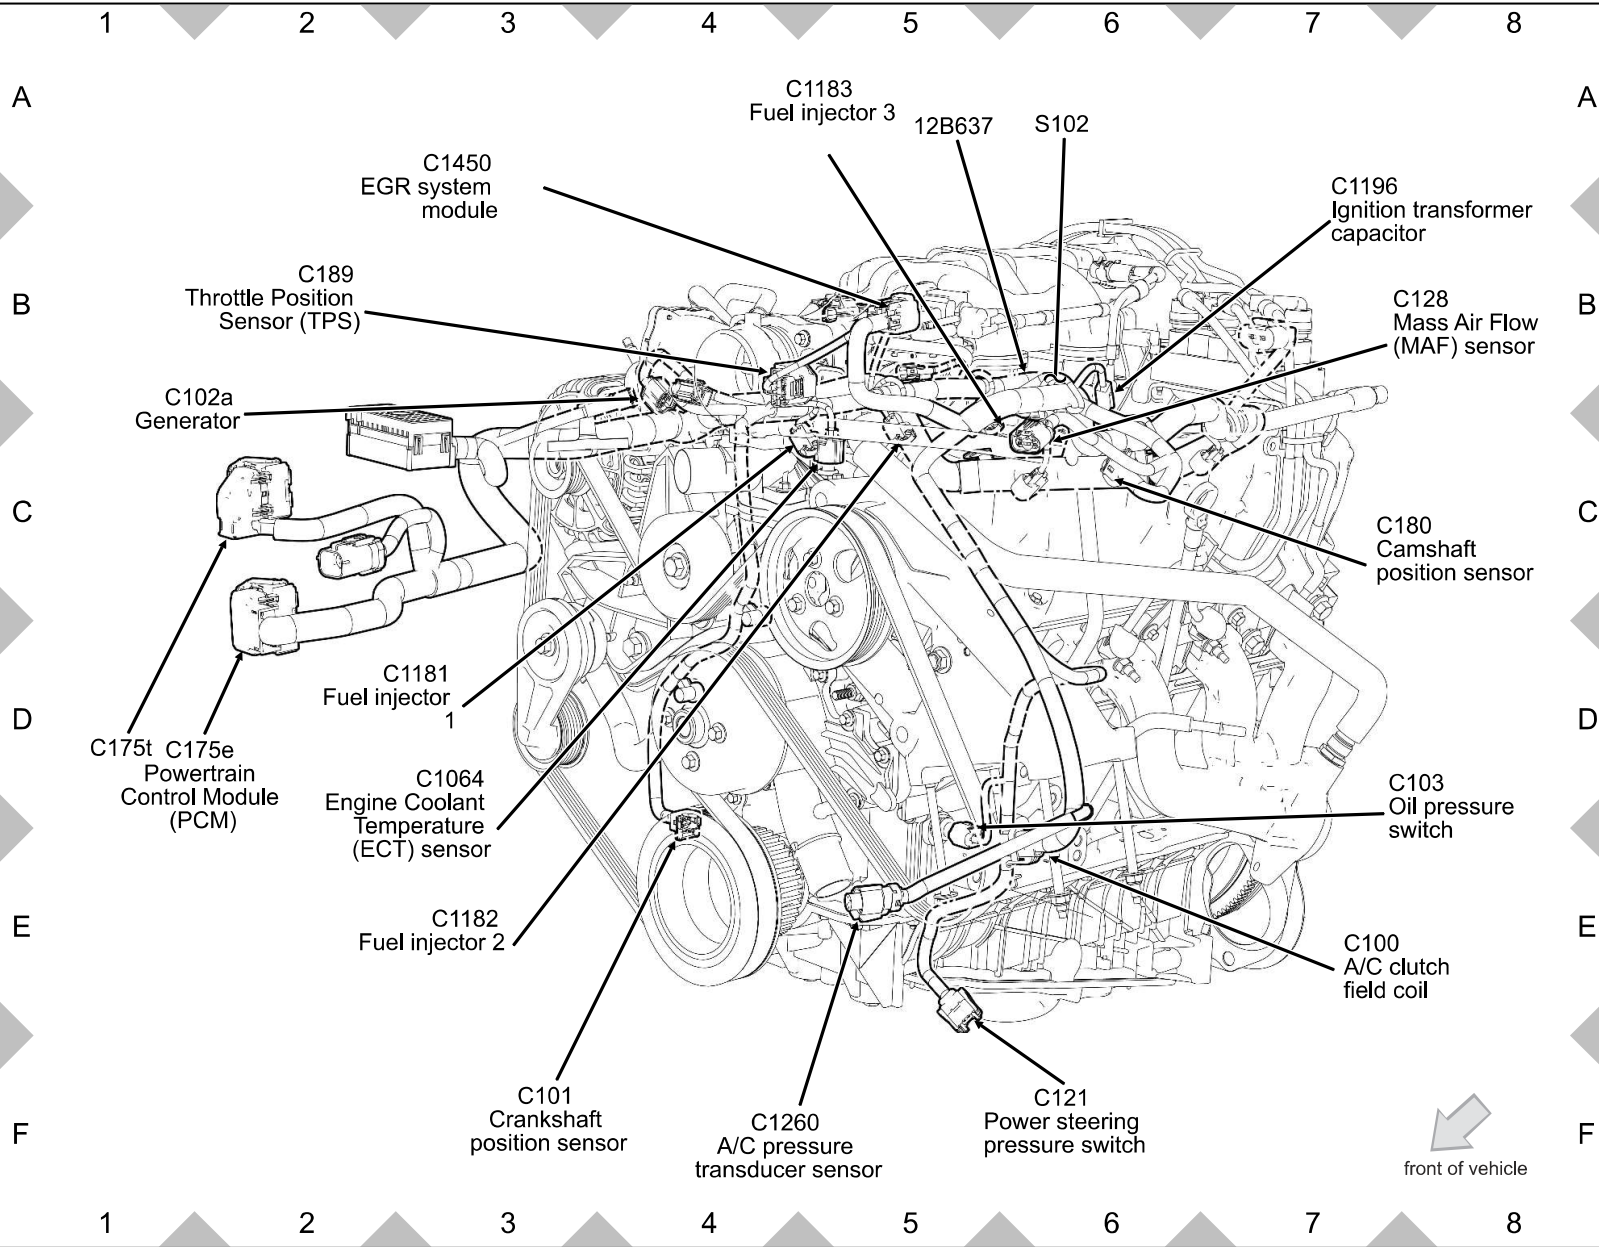 1 2 3 4 5 6 7 8
A A
C1183
Fuel injector 3
12B637
S102
C1450
EGR system
module
C1196
Ignition transformer
capacitor
C189
Throttle Position
Sensor (TPS)
B B
C128
Mass Air Flow
(MAF) sensor
C102a
Generator
C C
C180
Camshaft
position sensor
C1181
Fuel injector
1
D D
C175t
C175e
Powertrain
Control Module
(PCM)
C1064
Engine Coolant
Temperature
(ECT) sensor
C103
Oil pressure
switch
C1182
Fuel injector 2
E E
C100
A/C clutch
field coil
C101
Crankshaft
position sensor
C1260
A/C pressure
transducer sensor
C121
Power steering
pressure switch
F F
front of vehicle
1 2 3 4 5 6 7 8